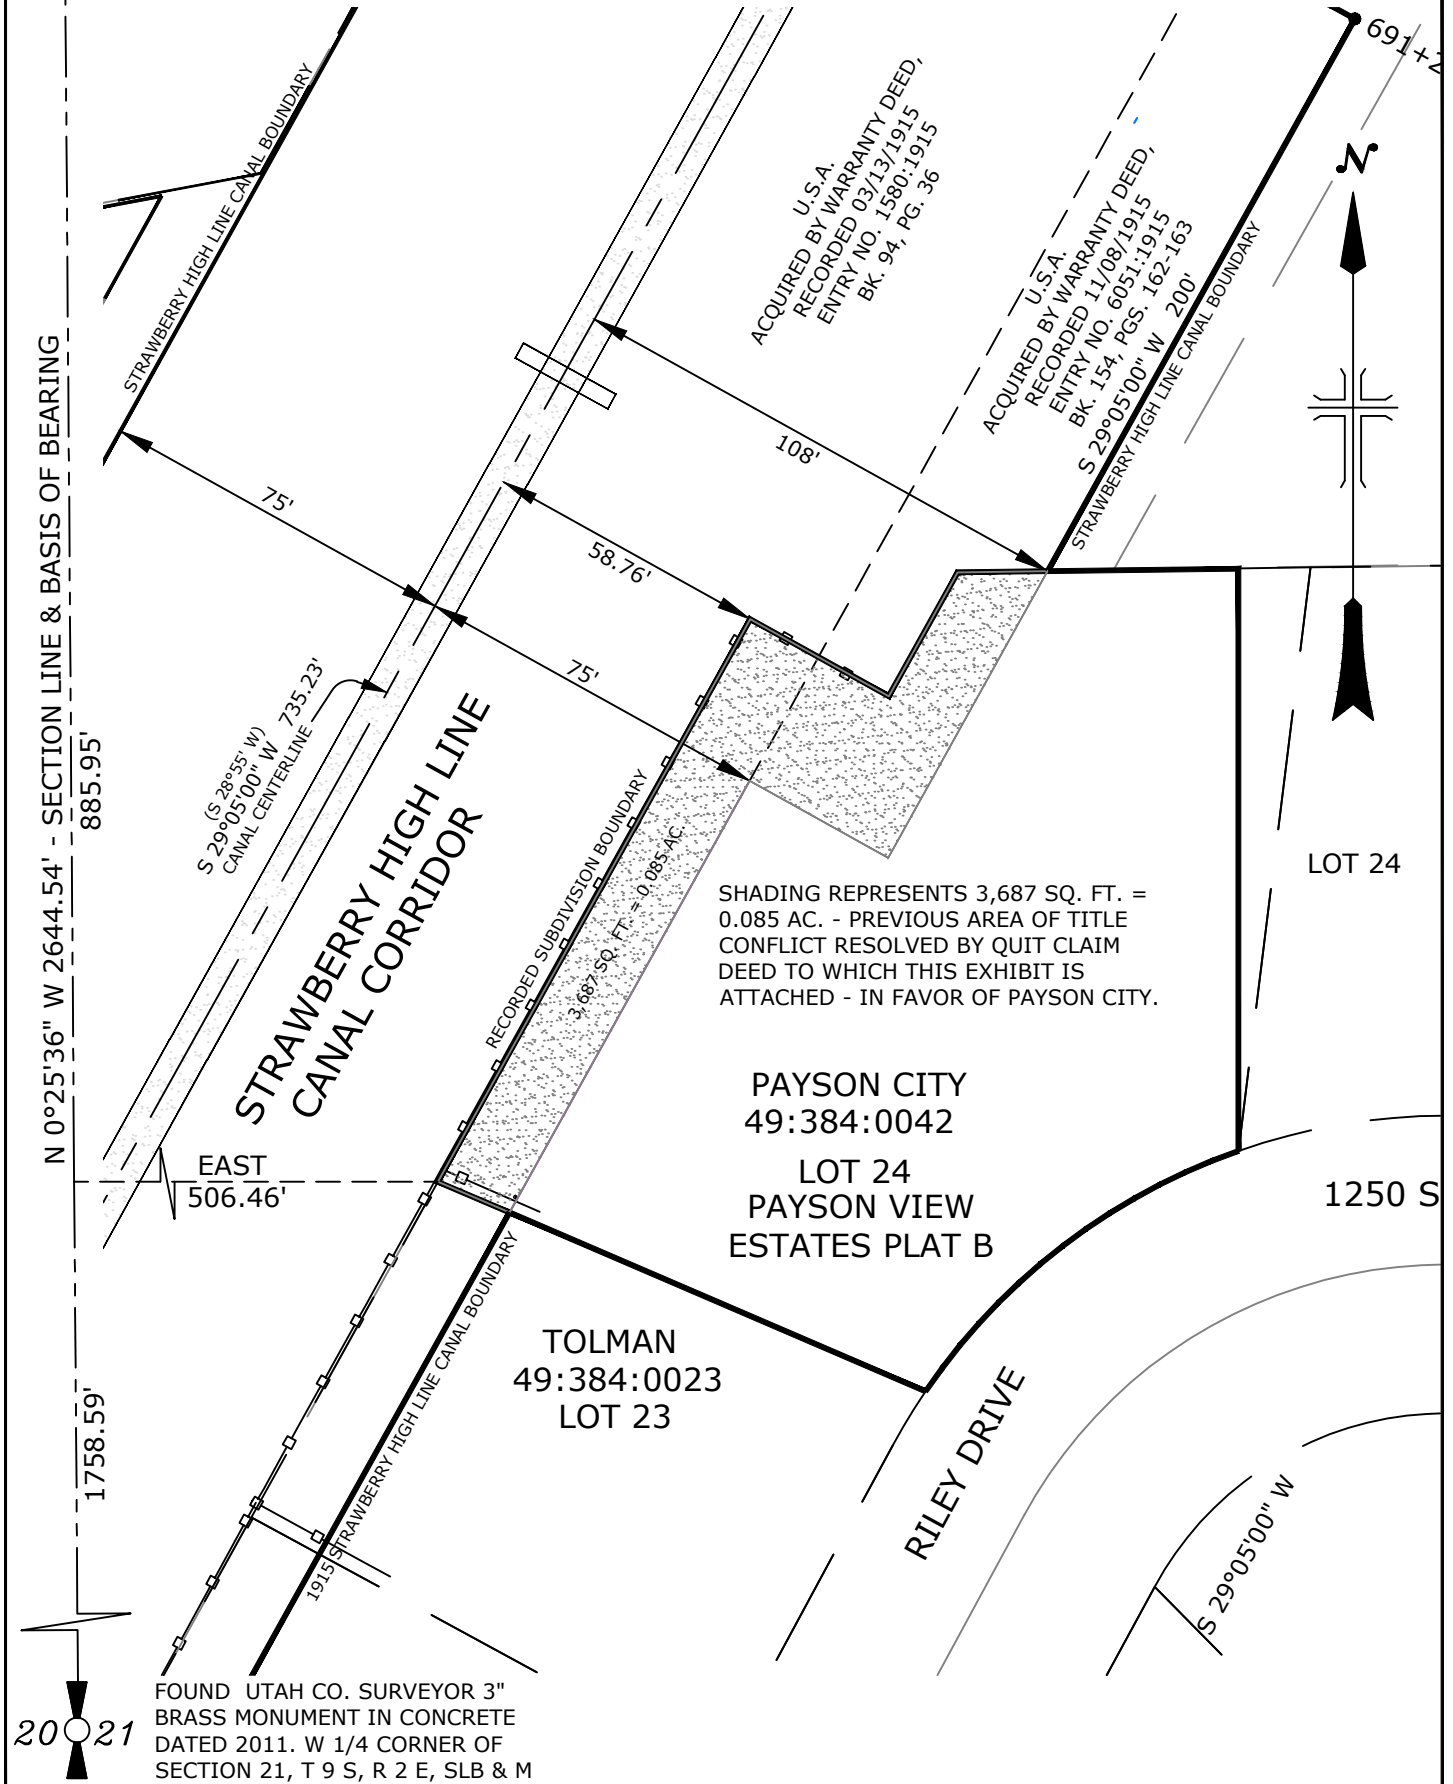 691+2
N
STRAWBERRY HIGH LINE CANAL BOUNDARY
U.S.A.
ACQUIRED BY WARRANTY DEED,
RECORDED 03/13/1915
ENTRY NO. 1580:1915
BK. 94, PG. 36
U.S.A.
ACQUIRED BY WARRANTY DEED,
RECORDED 11/08/1915
ENTRY NO. 6051:1915
BK. 154, PGS. 162-163
S 29°05'00" W 200'
STRAWBERRY HIGH LINE CANAL BOUNDARY
108'
75'
58.76'
75'
N 0°25'36" W 2644.54' - SECTION LINE & BASIS OF BEARING
885.95'
(S 28°55' W)
S 29°05'00" W 735.23'
CANAL CENTERLINE
STRAWBERRY HIGH LINE
CANAL CORRIDOR
RECORDED SUBDIVISION BOUNDARY
3,687 SQ. FT. = 0.085 AC.
LOT 24
SHADING REPRESENTS 3,687 SQ. FT. =
0.085 AC. - PREVIOUS AREA OF TITLE
CONFLICT RESOLVED BY QUIT CLAIM
DEED TO WHICH THIS EXHIBIT IS
ATTACHED - IN FAVOR OF PAYSON CITY.
PAYSON CITY
49:384:0042
LOT 24
PAYSON VIEW
ESTATES PLAT B
EAST
506.46'
1250 S
TOLMAN
49:384:0023
LOT 23
1915 STRAWBERRY HIGH LINE CANAL BOUNDARY
1758.59'
RILEY DRIVE
S 29°05'00" W
20 21
FOUND UTAH CO. SURVEYOR 3"
BRASS MONUMENT IN CONCRETE
DATED 2011. W 1/4 CORNER OF
SECTION 21, T 9 S, R 2 E, SLB & M